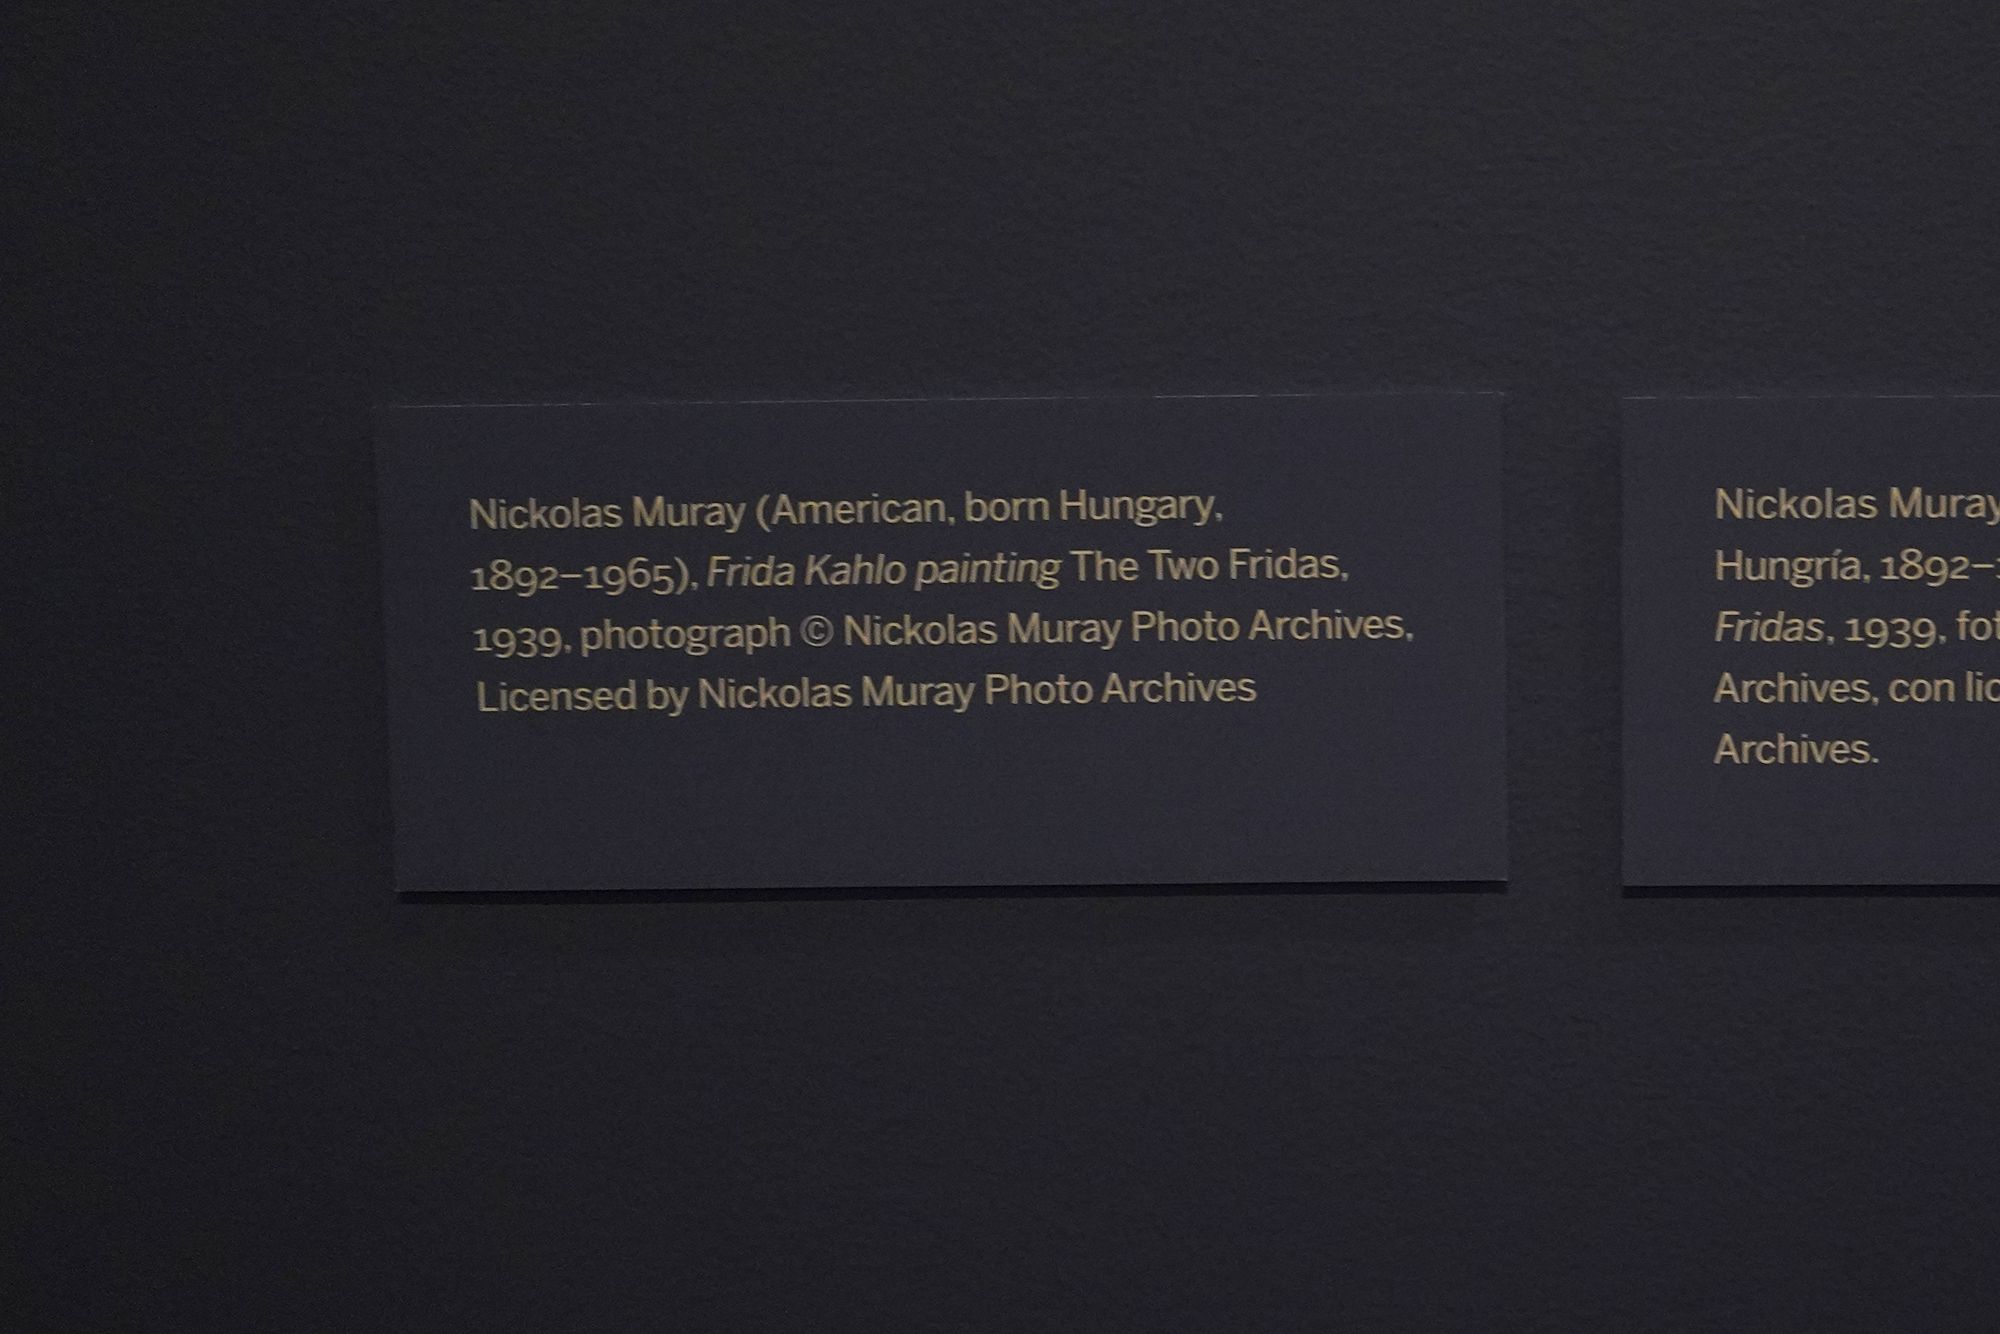 Nickolas Muray (American, born Hungary,
1892–1965), Frida Kahlo painting The Two Fridas,
1939, photograph © Nickolas Muray Photo Archives,
Licensed by Nickolas Muray Photo Archives
Nickolas Muray
Hungría, 1892–
Fridas, 1939, fot
Archives, con lic
Archives.